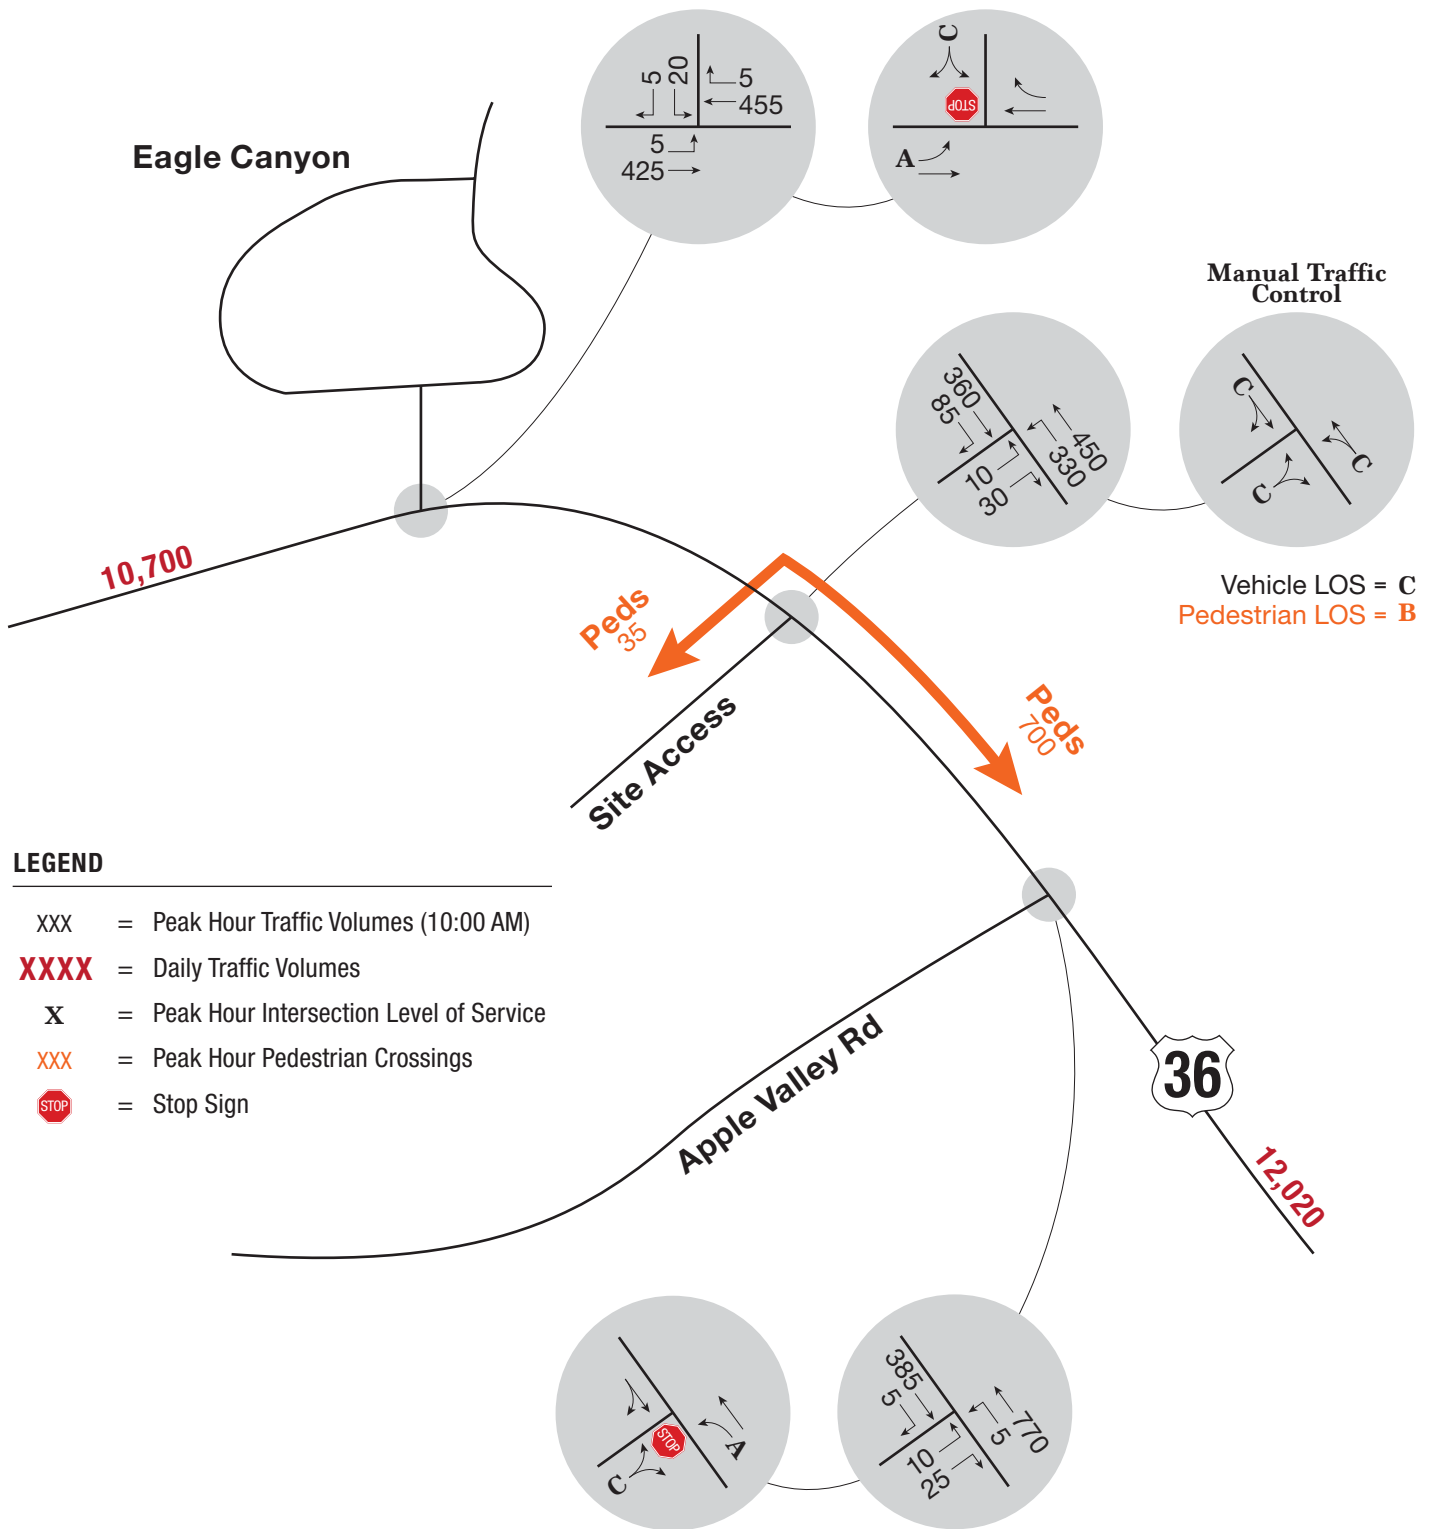 Eagle Canyon
5
20
5
455
5
425
C
STOP
A
Manual Traffic
Control
360
85
10
30
450
330
C
C
C
Vehicle LOS = C
Pedestrian LOS = B
10,700
Peds
35
Peds
700
Site Access
LEGEND
XXX = Peak Hour Traffic Volumes (10:00 AM)
XXXX = Daily Traffic Volumes
X = Peak Hour Intersection Level of Service
XXX = Peak Hour Pedestrian Crossings
STOP = Stop Sign
Apple Valley Rd
36
12,020
STOP
C
A
385
5
10
25
770
5